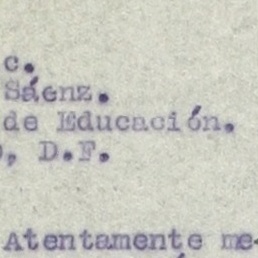 c.
Sáenz.
de Educación.
, D.F.
Atentamente me-